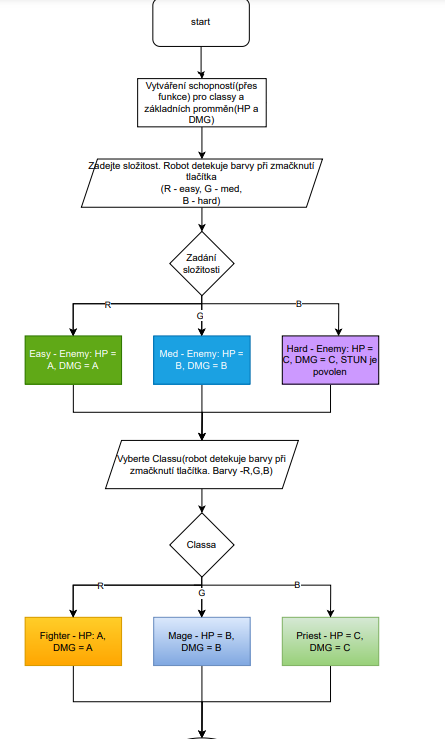 start
Vytváření schopností(přes
funkce) pro classy a
základních promměn(HP a
DMG)
Zadejte složitost. Robot detekuje barvy při zmačknutí
tlačítka
(R - easy, G - med,
B - hard)
Zadání
složitosti
R
G
B
Easy - Enemy: HP =
A, DMG = A
Med - Enemy: HP =
B, DMG = B
Hard - Enemy: HP =
C, DMG = C, STUN je
povolen
Vyberte Classu(robot detekuje barvy při
zmačknutí tlačítka. Barvy -R,G,B)
Classa
R
G
B
Fighter - HP: A,
DMG = A
Mage - HP = B,
DMG = B
Priest - HP = C,
DMG = C